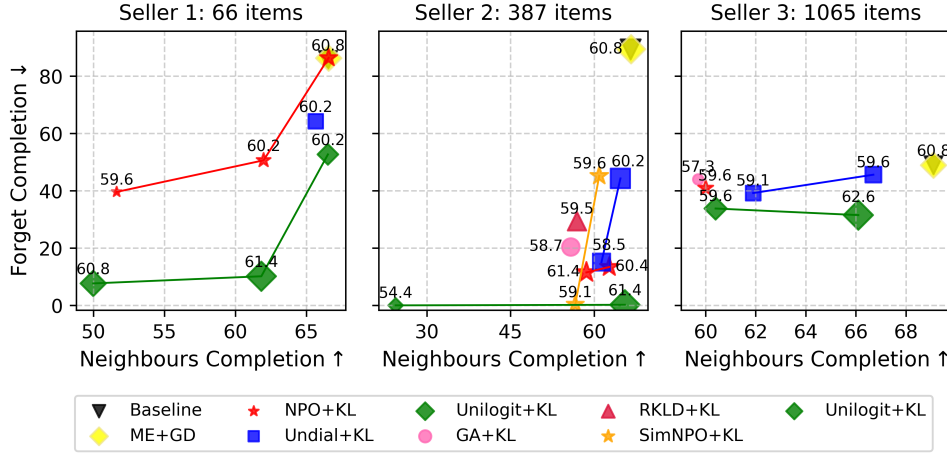 Seller 1: 66 items
Seller 2: 387 items
Seller 3: 1065 items
Forget Completion ↓
80
60
40
20
0
60.8
60.2
60.2
60.2
59.6
60.8
61.4
60.8
59.6
60.2
59.5
58.7
58.5
61.4
60.4
59.1
54.4
61.4
60.8
57.3
59.6
59.1
59.6
59.6
62.6
50
55
60
65
30
45
60
60
62
64
66
68
Neighbours Completion ↑
Neighbours Completion ↑
Neighbours Completion ↑
Baseline
NPO+KL
Unilogit+KL
RKLD+KL
Unilogit+KL
ME+GD
Undial+KL
GA+KL
SimNPO+KL